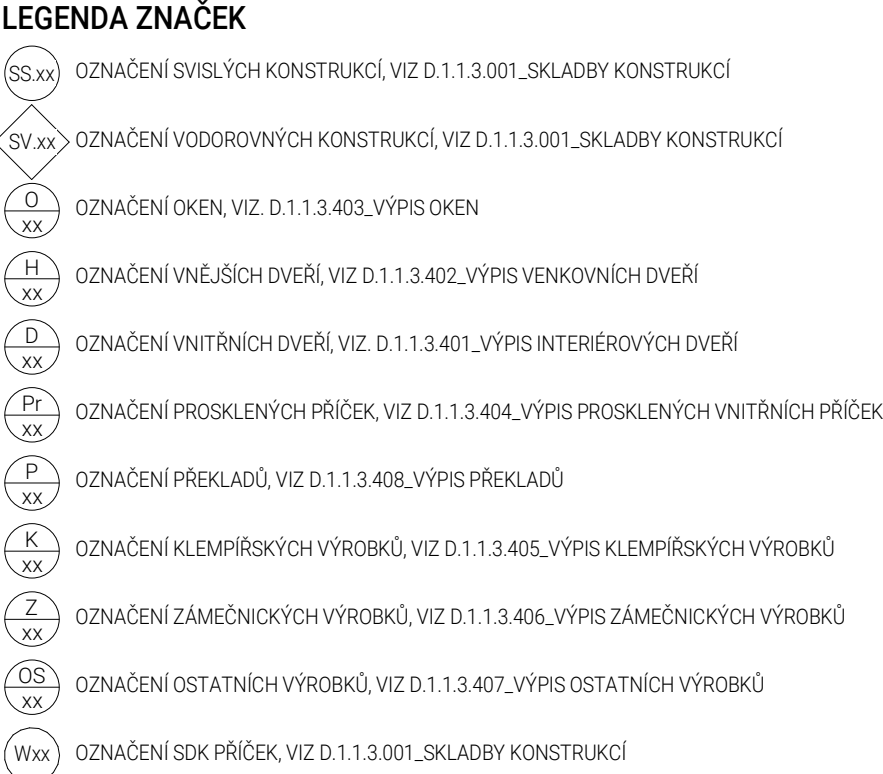 LEGENDA ZNAČEK
SS.xx OZNAČENÍ SVISLÝCH KONSTRUKCÍ, VIZ D.1.1.3.001_SKLADBY KONSTRUKCÍ
SV.xx OZNAČENÍ VODOROVNÝCH KONSTRUKCÍ, VIZ D.1.1.3.001_SKLADBY KONSTRUKCÍ
O
xx
OZNAČENÍ OKEN, VIZ. D.1.1.3.403_VÝPIS OKEN
H
xx
OZNAČENÍ VNĚJŠÍCH DVEŘÍ, VIZ D.1.1.3.402_VÝPIS VENKOVNÍCH DVEŘÍ
D
xx
OZNAČENÍ VNITŘNÍCH DVEŘÍ, VIZ. D.1.1.3.401_VÝPIS INTERIÉROVÝCH DVEŘÍ
Pr
xx
OZNAČENÍ PROSKLENÝCH PŘÍČEK, VIZ D.1.1.3.404_VÝPIS PROSKLENÝCH VNITŘNÍCH PŘÍČEK
P
xx
OZNAČENÍ PŘEKLADŮ, VIZ D.1.1.3.408_VÝPIS PŘEKLADŮ
K
xx
OZNAČENÍ KLEMPÍŘSKÝCH VÝROBKŮ, VIZ D.1.1.3.405_VÝPIS KLEMPÍŘSKÝCH VÝROBKŮ
Z
xx
OZNAČENÍ ZÁMEČNICKÝCH VÝROBKŮ, VIZ D.1.1.3.406_VÝPIS ZÁMEČNICKÝCH VÝROBKŮ
OS
xx
OZNAČENÍ OSTATNÍCH VÝROBKŮ, VIZ D.1.1.3.407_VÝPIS OSTATNÍCH VÝROBKŮ
Wxx OZNAČENÍ SDK PŘÍČEK, VIZ D.1.1.3.001_SKLADBY KONSTRUKCÍ